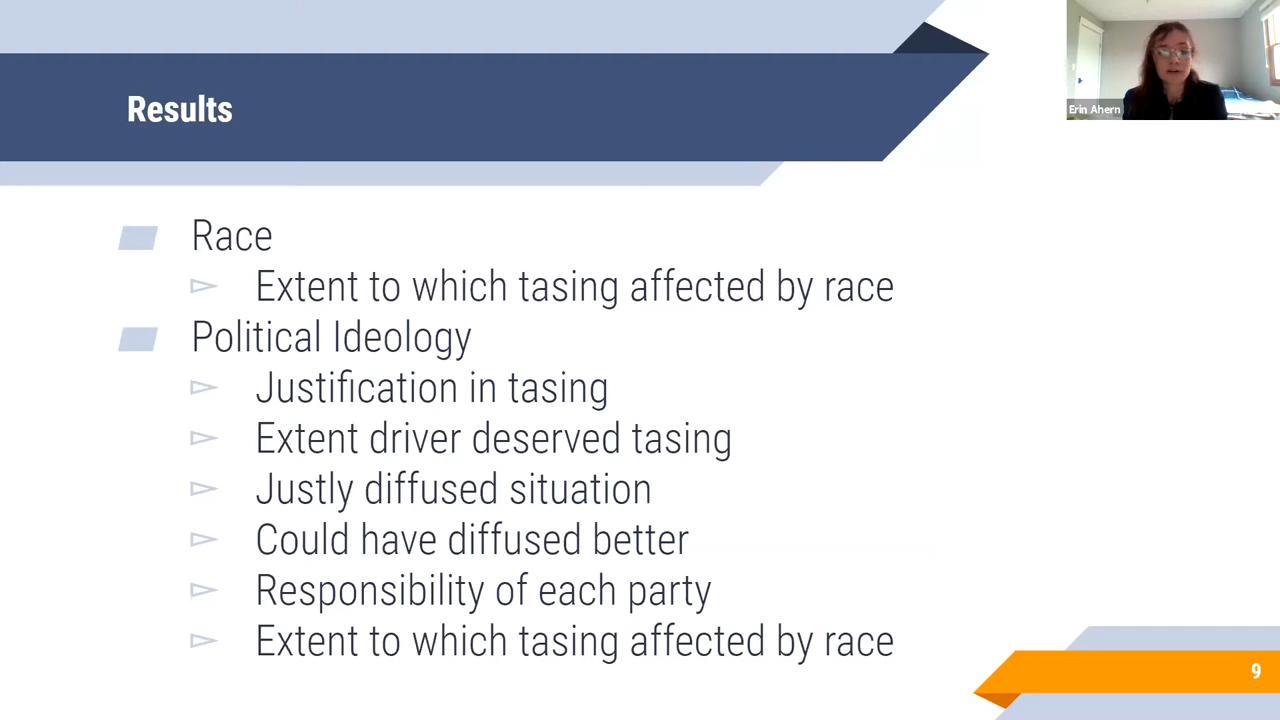 Results
Erin Ahern
Race
Extent to which tasing affected by race
Political Ideology
Justification in tasing
Extent driver deserved tasing
Justly diffused situation
Could have diffused better
Responsibility of each party
Extent to which tasing affected by race
9